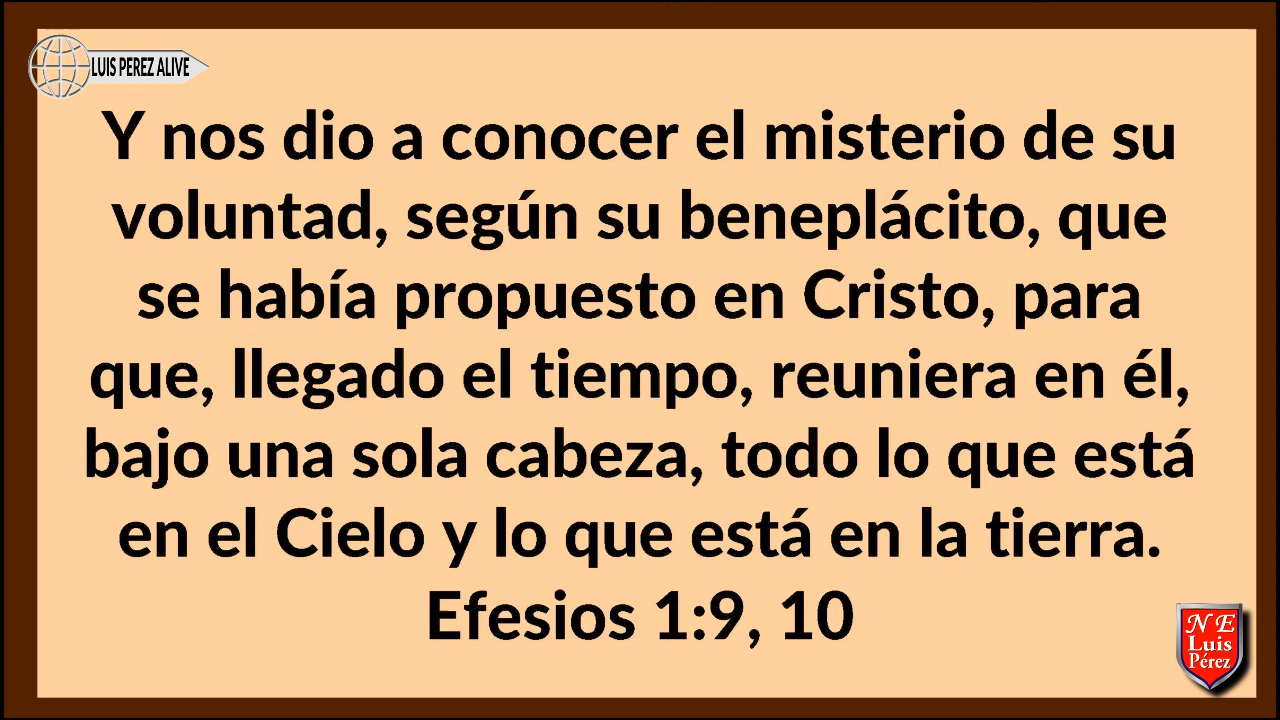 LUIS PEREZ ALIVE
Y nos dio a conocer el misterio de su
voluntad, según su beneplácito, que
se había propuesto en Cristo, para
que, llegado el tiempo, reuniera en él,
bajo una sola cabeza, todo lo que está
en el Cielo y lo que está en la tierra.
Efesios 1:9, 10
N E
Luis
Pérez